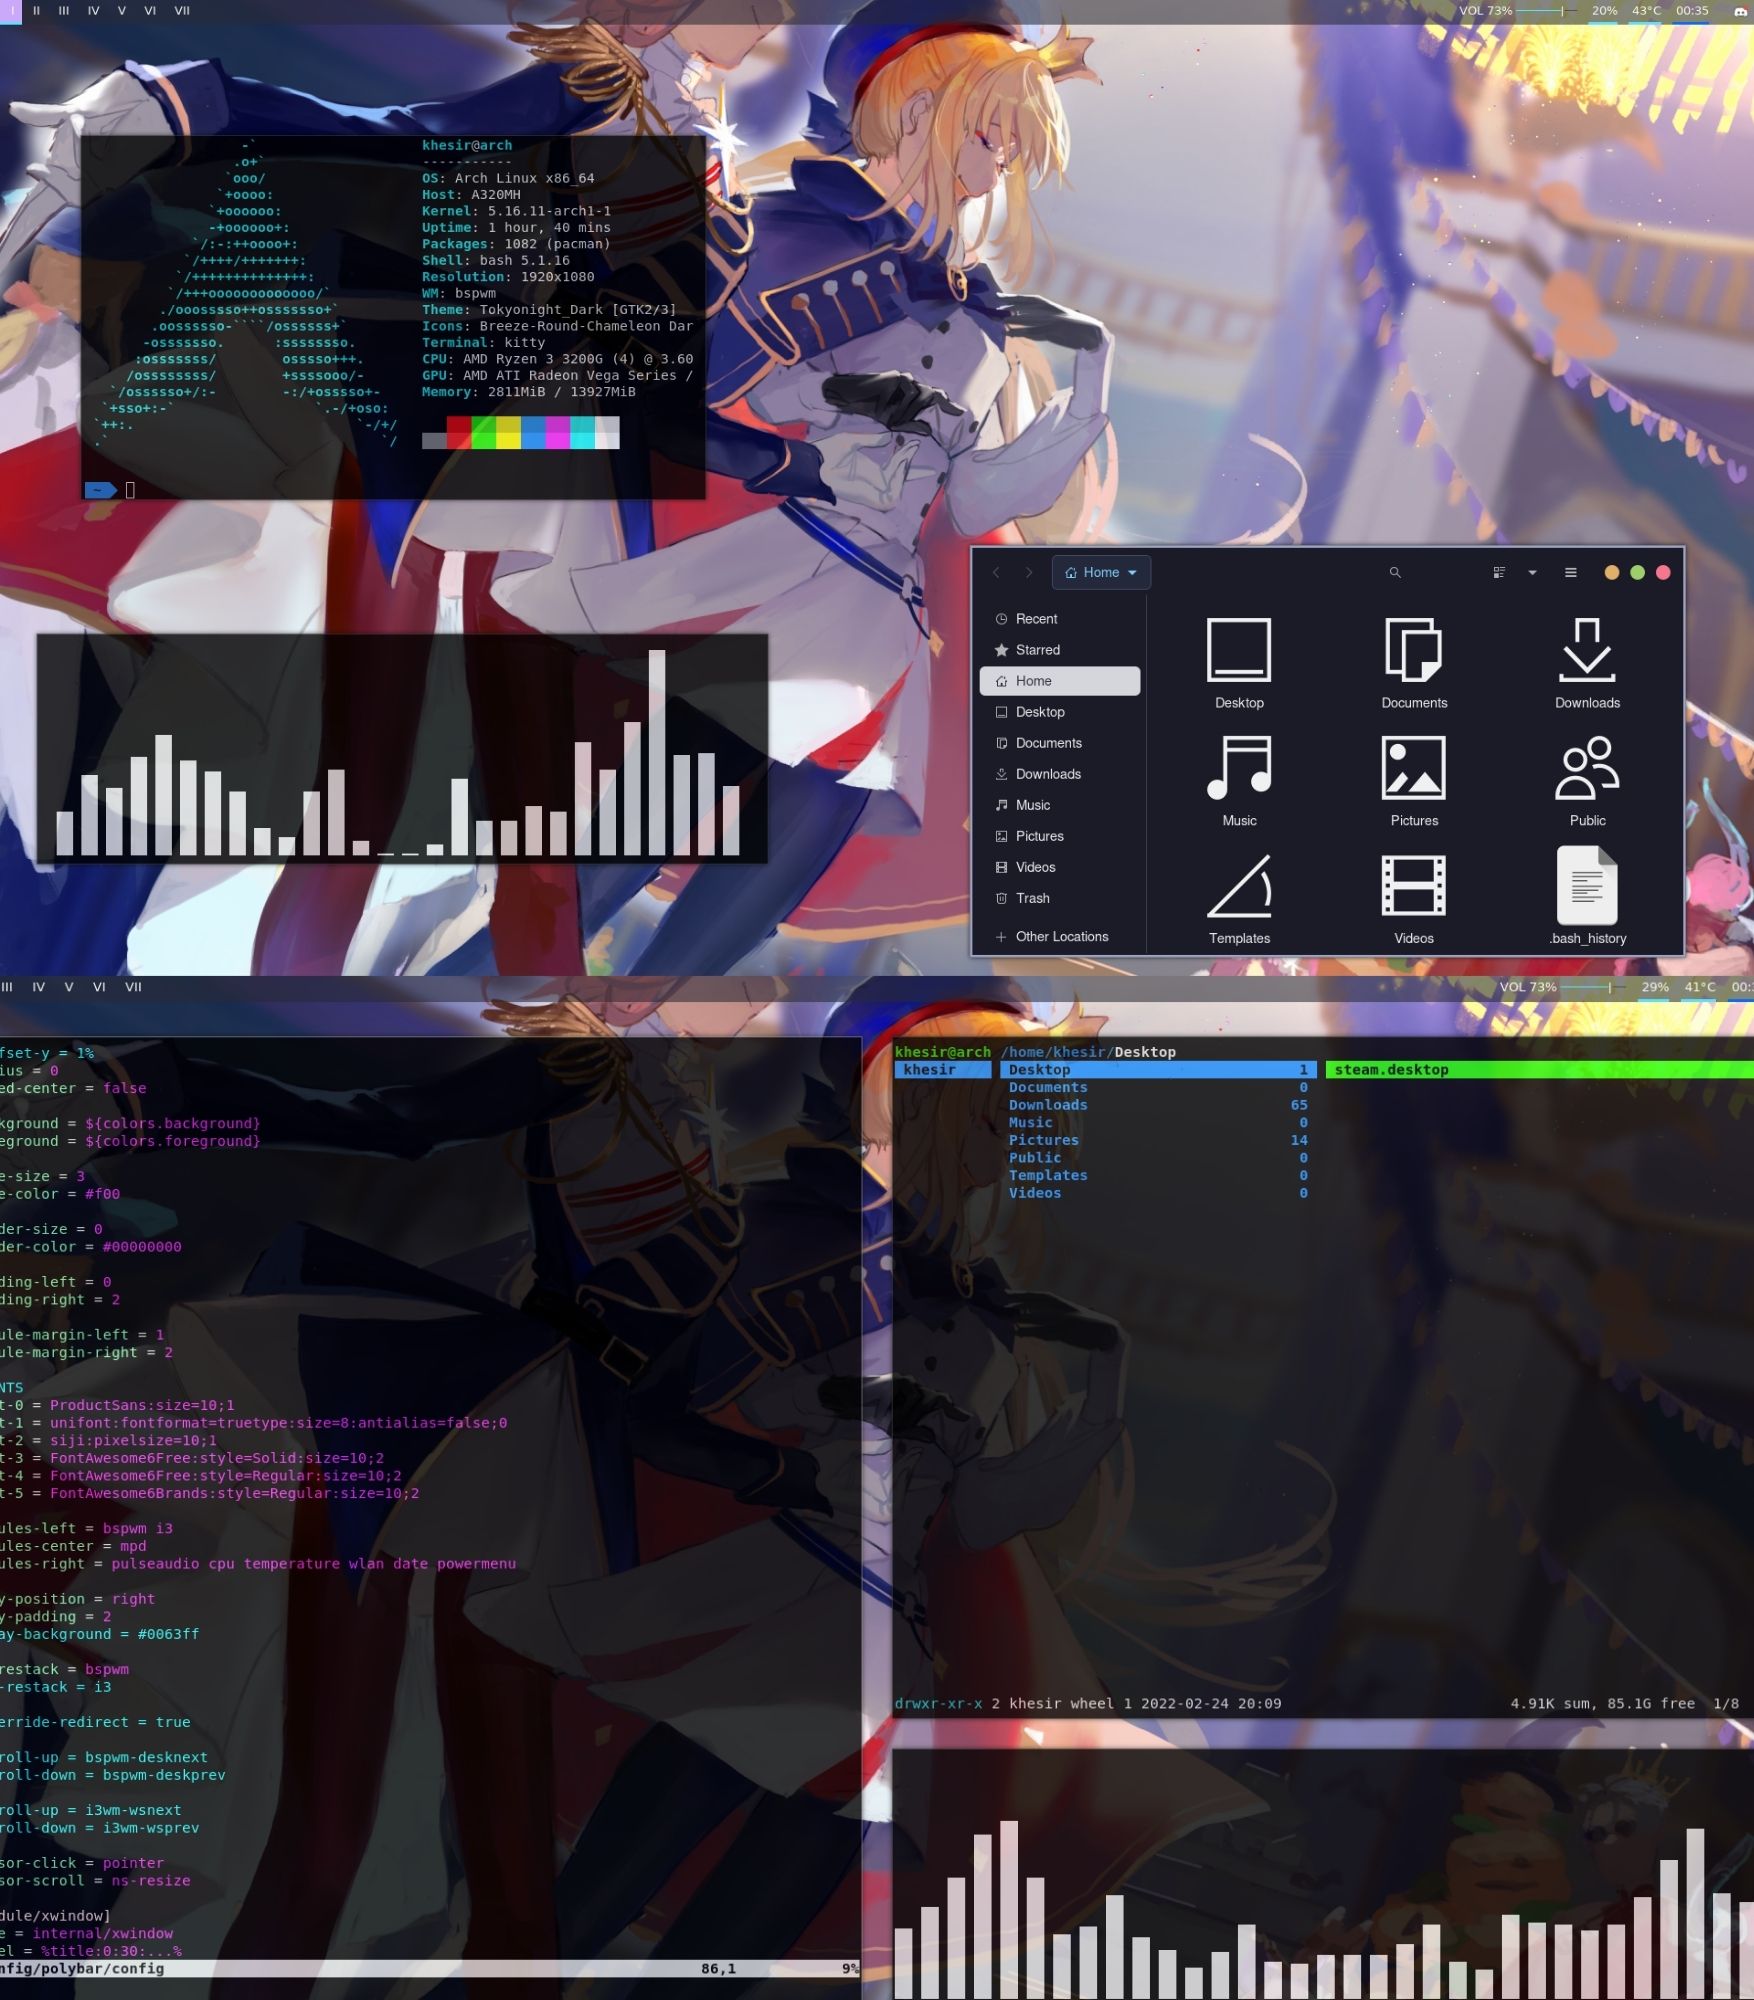 I II III IV V VI VII
VOL 73% 20% 43°C 00:35
khesir@arch
-----------
OS: Arch Linux x86_64
Host: A320MH
Kernel: 5.16.11-arch1-1
Uptime: 1 hour, 40 mins
Packages: 1082 (pacman)
Shell: bash 5.1.16
Resolution: 1920x1080
WM: bspwm
Theme: Tokyonight_Dark [GTK2/3]
Icons: Breeze-Round-Chameleon Dar
Terminal: kitty
CPU: AMD Ryzen 3 3200G (4) @ 3.60
GPU: AMD ATI Radeon Vega Series /
Memory: 2811MiB / 13927MiB
~
Home
Recent
Starred
Home
Desktop
Documents
Downloads
Music
Pictures
Videos
Trash
Other Locations
Desktop Documents Downloads
Music Pictures Public
Templates Videos .bash_history
III IV V VI VII
VOL 73% 29% 41°C 00:
fset-y = 1%
ius = 0
ed-center = false
kground = ${colors.background}
eground = ${colors.foreground}
e-size = 3
e-color = #f00
der-size = 0
der-color = #00000000
ding-left = 0
ding-right = 2
ule-margin-left = 1
ule-margin-right = 2
NTS
t-0 = ProductSans:size=10;1
t-1 = unifont:fontformat=truetype:size=8:antialias=false;0
t-2 = siji:pixelsize=10;1
t-3 = FontAwesome6Free:style=Solid:size=10;2
t-4 = FontAwesome6Free:style=Regular:size=10;2
t-5 = FontAwesome6Brands:style=Regular:size=10;2
ules-left = bspwm i3
ules-center = mpd
ules-right = pulseaudio cpu temperature wlan date powermenu
y-position = right
y-padding = 2
ay-background = #0063ff
restack = bspwm
-restack = i3
erride-redirect = true
roll-up = bspwm-desknext
roll-down = bspwm-deskprev
roll-up = i3wm-wsnext
roll-down = i3wm-wsprev
sor-click = pointer
sor-scroll = ns-resize
dule/xwindow]
e = internal/xwindow
el = %title:0:30:...%
nfig/polybar/config 86,1 9%
khesir@arch /home/khesir/Desktop
khesir Desktop 1 steam.desktop
Documents 0
Downloads 65
Music 0
Pictures 14
Public 0
Templates 0
Videos 0
drwxr-xr-x 2 khesir wheel 1 2022-02-24 20:09 4.91K sum, 85.1G free 1/8